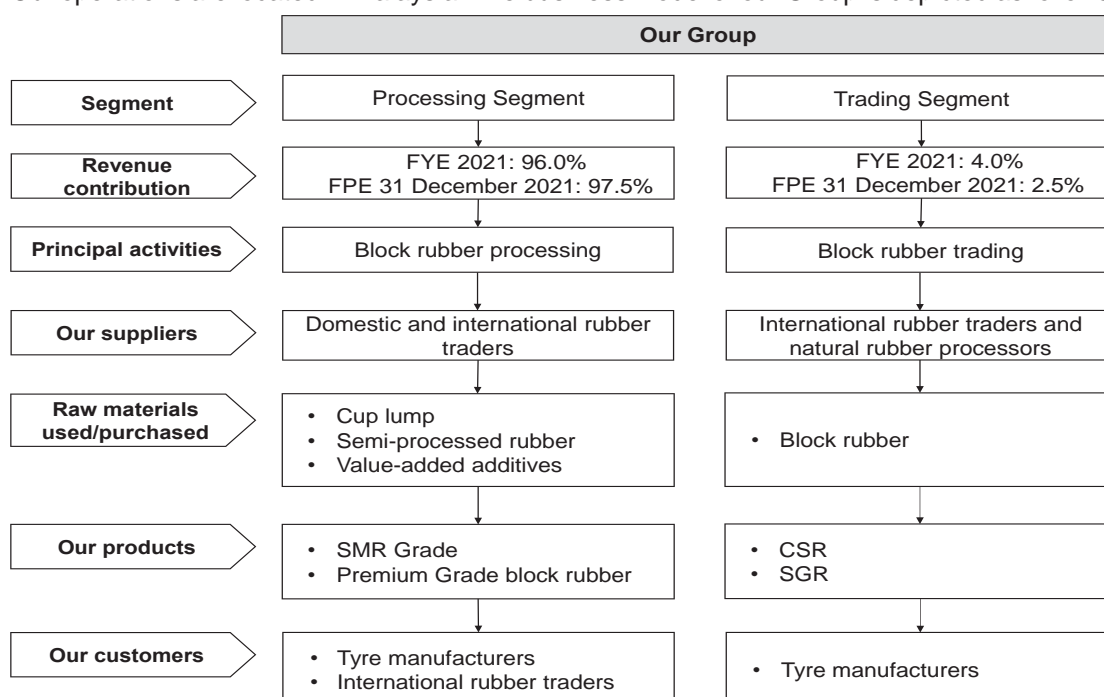 Our Group
Segment
Processing Segment
Trading Segment
Revenue
contribution
FYE 2021: 96.0%
FPE 31 December 2021: 97.5%
FYE 2021: 4.0%
FPE 31 December 2021: 2.5%
Principal activities
Block rubber processing
Block rubber trading
Our suppliers
Domestic and international rubber
traders
International rubber traders and
natural rubber processors
Raw materials
used/purchased
• Cup lump
• Semi-processed rubber
• Value-added additives
• Block rubber
Our products
• SMR Grade
• Premium Grade block rubber
• CSR
• SGR
Our customers
• Tyre manufacturers
• International rubber traders
• Tyre manufacturers